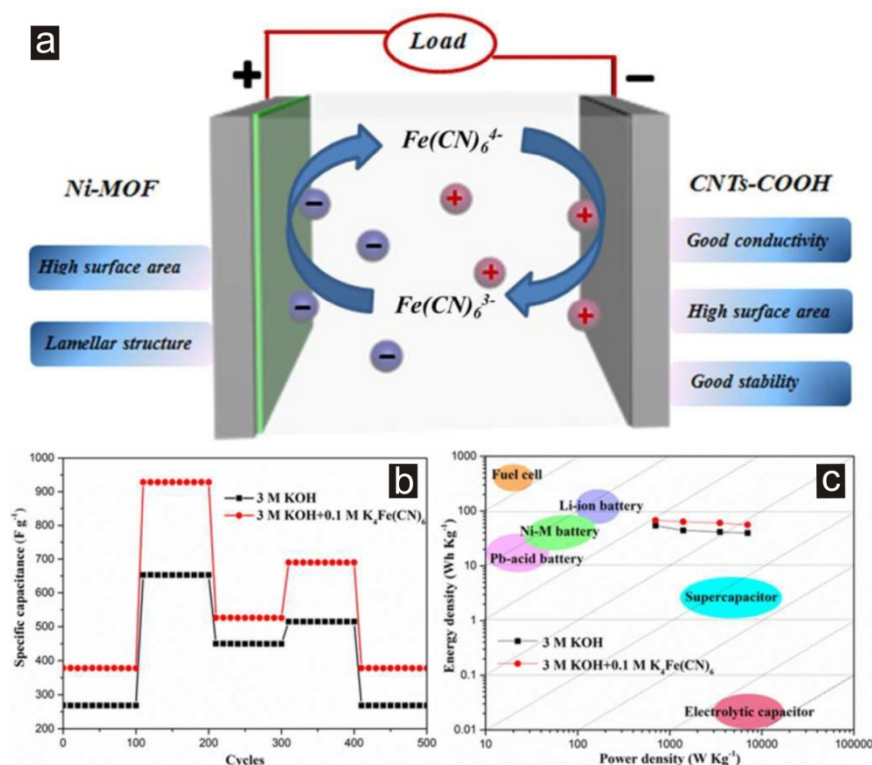 a
Load
+
−
Fe(CN)₆⁴⁻
Ni-MOF
CNTs-COOH
High surface area
Good conductivity
Fe(CN)₆³⁻
High surface area
Lamellar structure
Good stability
b
1000
900
800
700
600
500
400
300
200
Specific capacitance (F g⁻¹)
3 M KOH
3 M KOH+0.1 M K₄Fe(CN)₆
0 100 200 300 400 500
Cycles
c
1000
100
10
1
0.1
0.01
Energy density (Wh Kg⁻¹)
Fuel cell
Li-ion battery
Ni-M battery
Pb-acid battery
Supercapacitor
3 M KOH
3 M KOH+0.1 M K₄Fe(CN)₆
Electrolytic capacitor
10 100 1000 10000 100000
Power density (W Kg⁻¹)